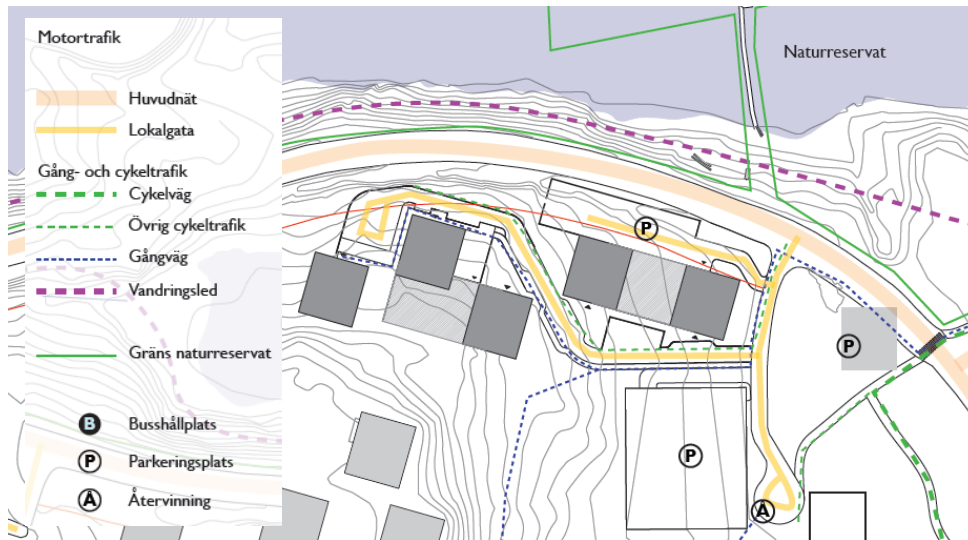 Motortrafik
Huvudnät
Lokalgata
Gång- och cykeltrafik
Cykelväg
Övrig cykeltrafik
Gångväg
Vandringsled
Gräns naturreservat
B Busshållplats
P Parkeringsplats
Å Återvinning
Naturreservat
P
P
P
Å